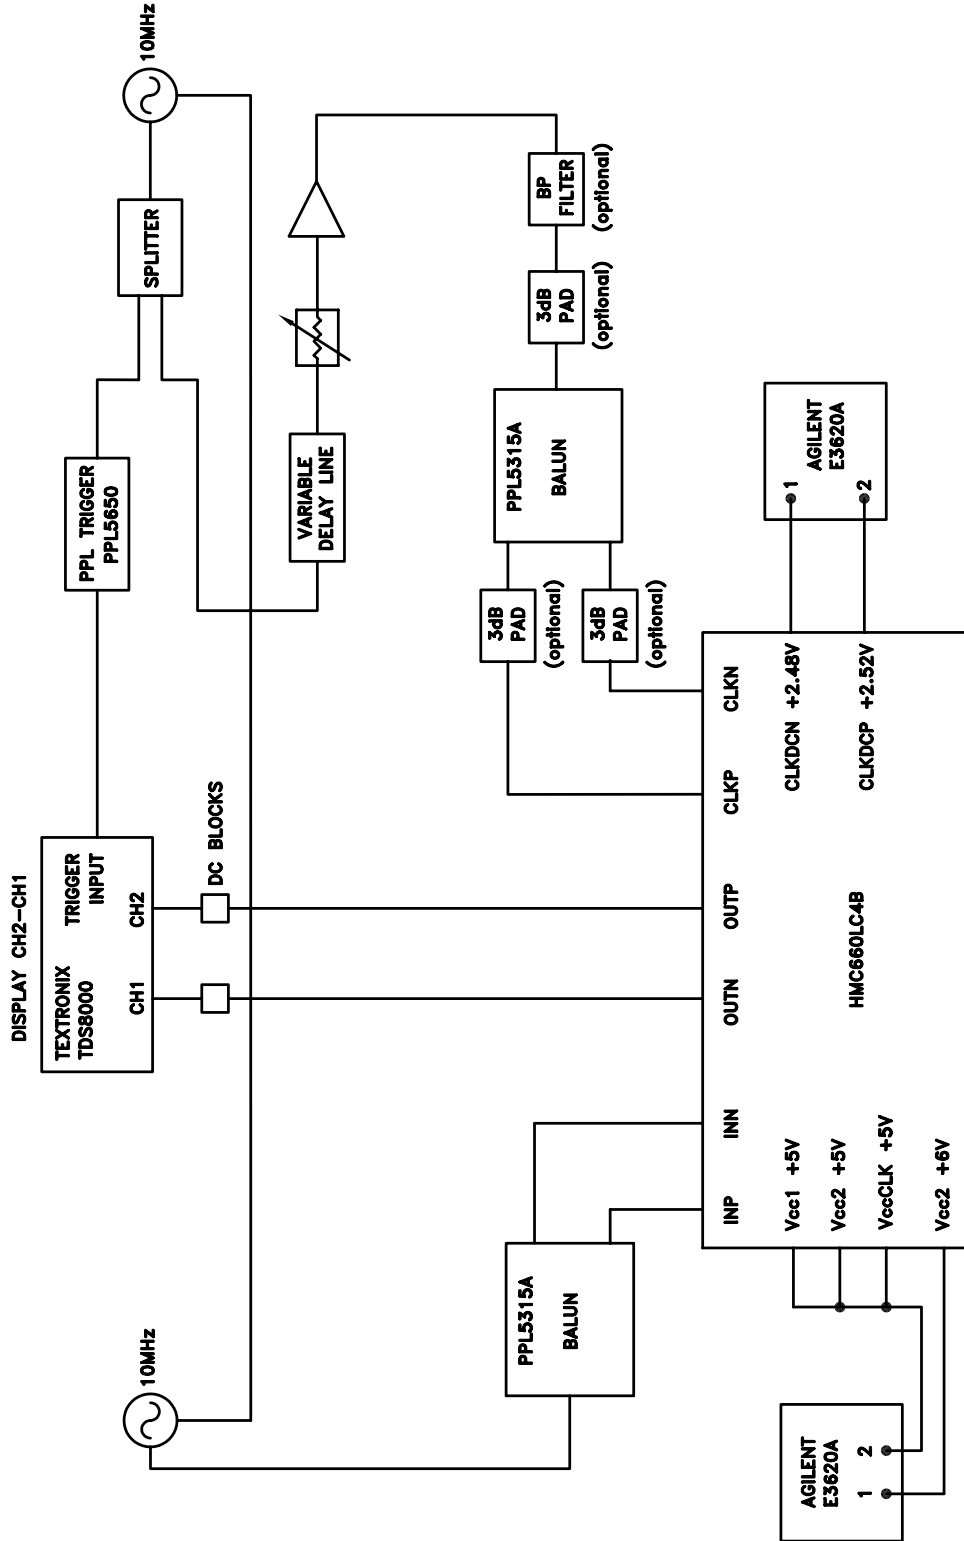 DISPLAY CH2-CH1
TEXTRONIX
TDS8000
TRIGGER
INPUT
CH1
CH2
DC BLOCKS
PPL TRIGGER
PPL5650
SPLITTER
10MHz
10MHz
VARIABLE
DELAY LINE
BP
FILTER
(optional)
3dB
PAD
(optional)
PPL5315A
BALUN
3dB
PAD
(optional)
3dB
PAD
(optional)
PPL5315A
BALUN
INP
INN
OUTN
OUTP
CLKP
CLKN
Vcc1 +5V
Vcc2 +5V
VccCLK +5V
Vcc2 +6V
HMC660LC4B
CLKDCN +2.48V
CLKDCP +2.52V
AGILENT
E3620A
1
2
AGILENT
E3620A
1
2